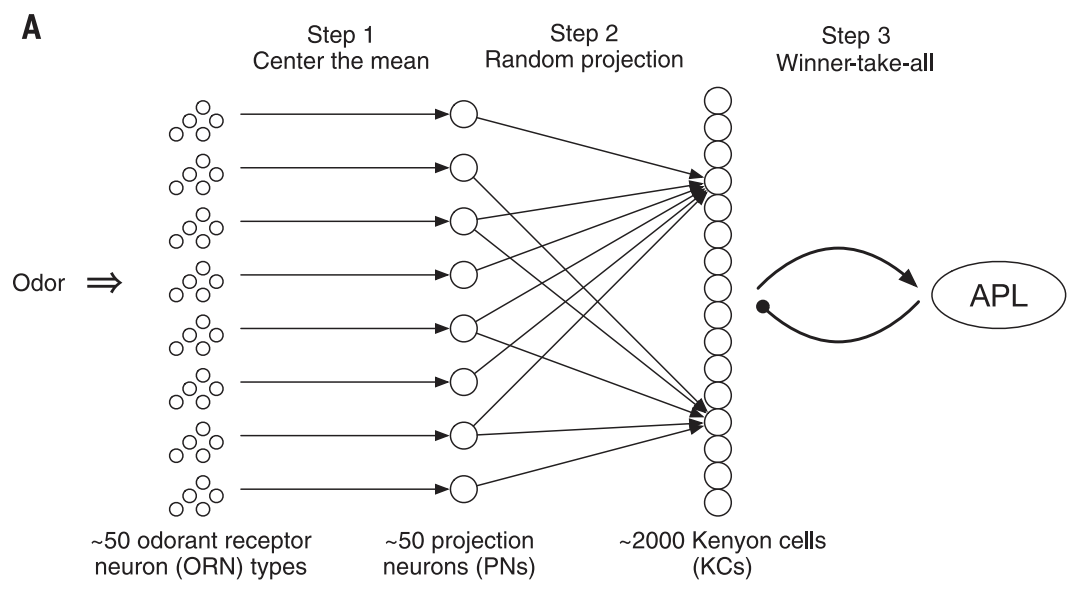 A
Step 1
Center the mean
Step 2
Random projection
Step 3
Winner-take-all
Odor ⇒
APL
~50 odorant receptor
neuron (ORN) types
~50 projection
neurons (PNs)
~2000 Kenyon cells
(KCs)